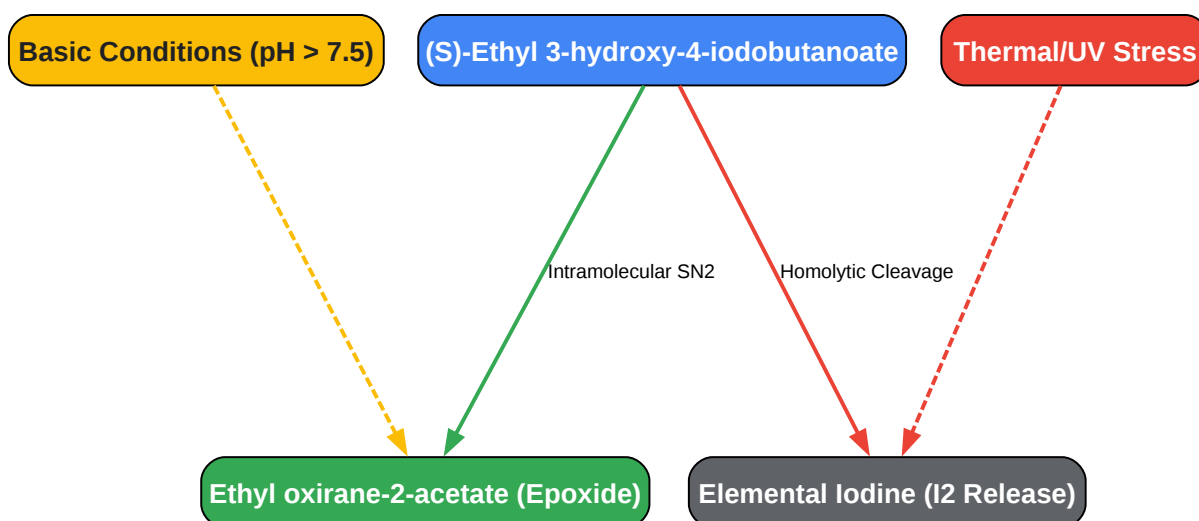 Basic Conditions (pH > 7.5)
(S)-Ethyl 3-hydroxy-4-iodobutanoate
Thermal/UV Stress
Intramolecular SN2
Homolytic Cleavage
Ethyl oxirane-2-acetate (Epoxide)
Elemental Iodine (I2 Release)